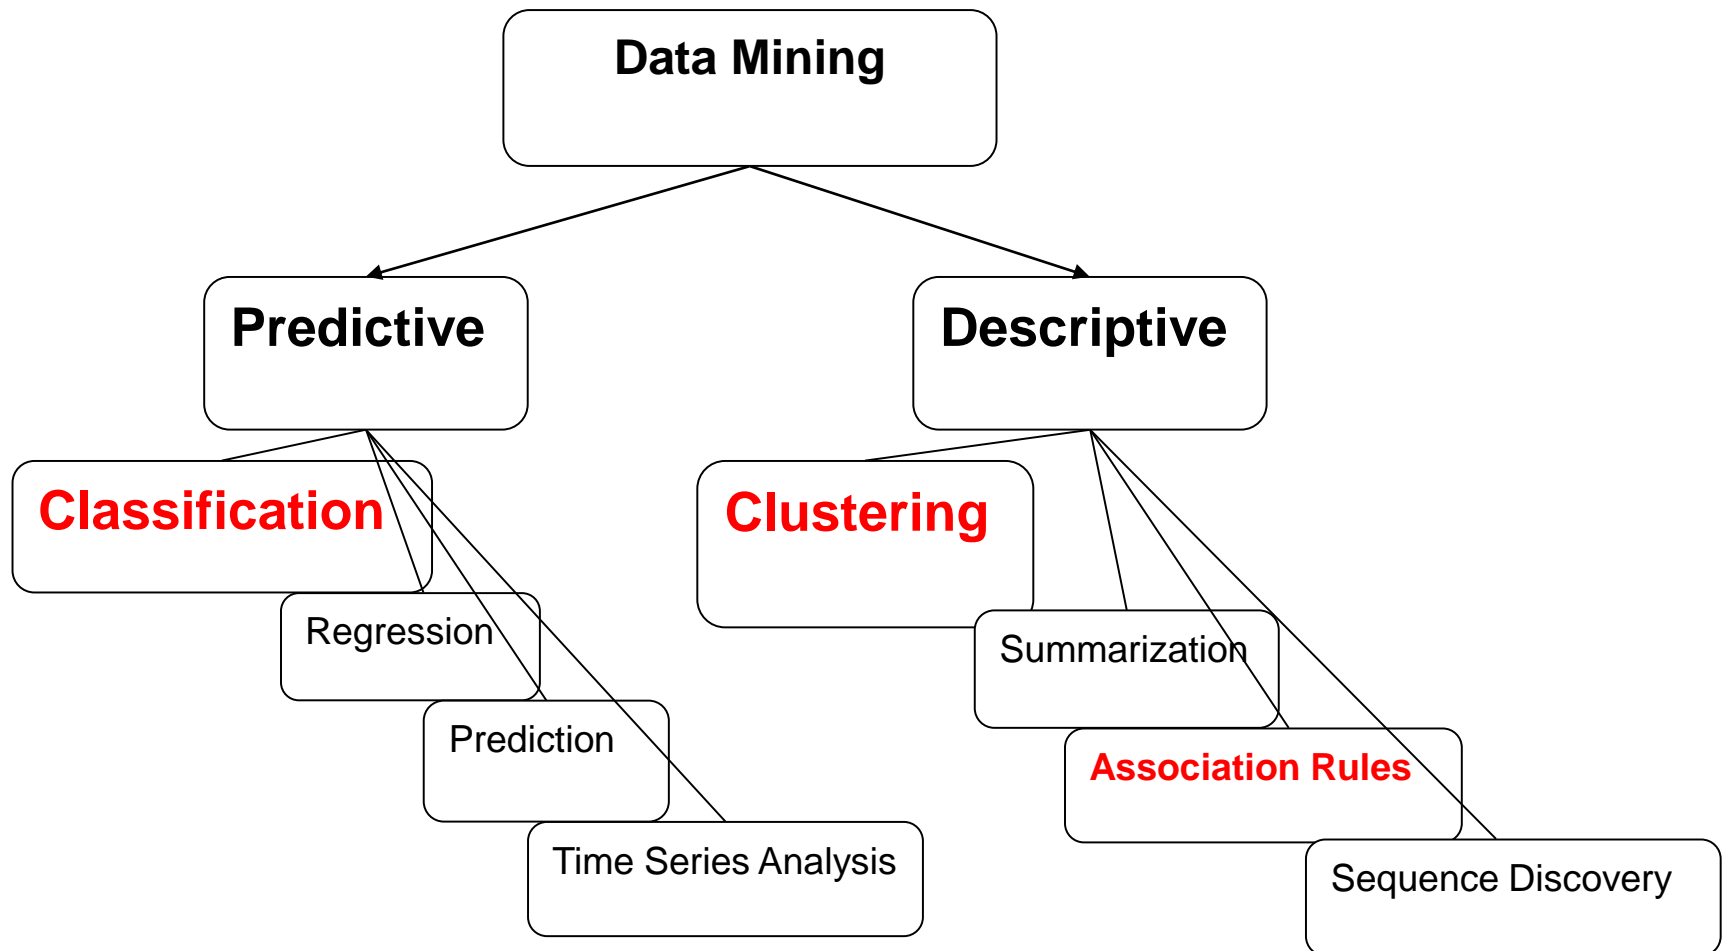 Data Mining
Predictive
Descriptive
Classification
Clustering
Regression
Summarization
Prediction
Association Rules
Time Series Analysis
Sequence Discovery